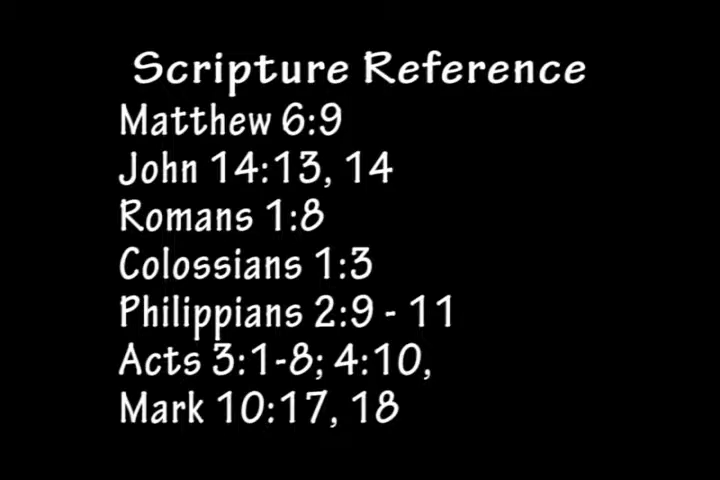 Scripture Reference
Matthew 6:9
John 14:13, 14
Romans 1:8
Colossians 1:3
Philippians 2:9 - 11
Acts 3:1-8; 4:10,
Mark 10:17, 18